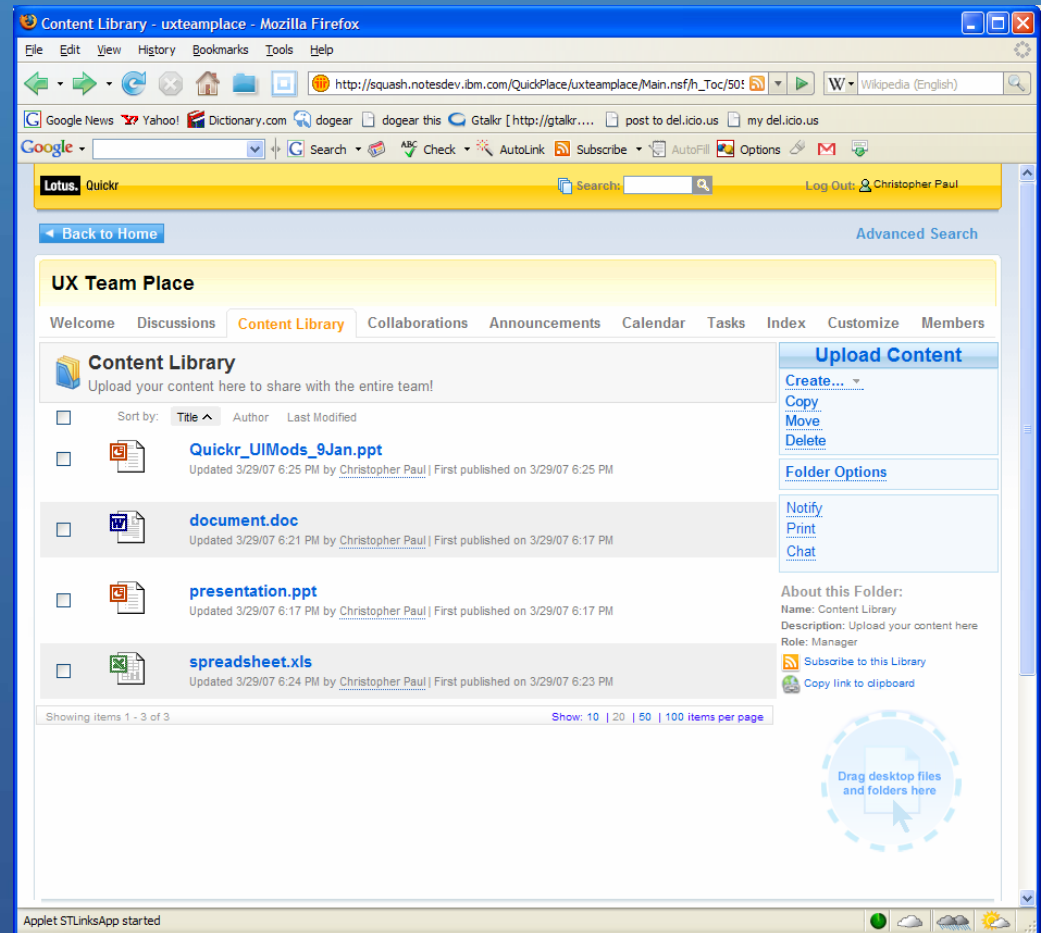 Content Library - uxteamplace - Mozilla Firefox
File Edit View History Bookmarks Tools Help
http://squash.notesdev.ibm.com/QuickPlace/uxteamplace/Main.nsf/h_Toc/505 W Wikipedia (English)
G Google News Yahoo! Dictionary.com dogear dogear this Gtalkr [ http://gtalkr.... post to del.icio.us my del.icio.us
Google G Search ABC Check AutoLink Subscribe AutoFill Options
Lotus. Quickr Search: Log Out: Christopher Paul
Back to Home Advanced Search
UX Team Place
Welcome Discussions Content Library Collaborations Announcements Calendar Tasks Index Customize Members
Content Library
Upload your content here to share with the entire team!
Sort by: Title Author Last Modified
Quickr_UIMods_9Jan.ppt
Updated 3/29/07 6:25 PM by Christopher Paul | First published on 3/29/07 6:25 PM
document.doc
Updated 3/29/07 6:21 PM by Christopher Paul | First published on 3/29/07 6:17 PM
presentation.ppt
Updated 3/29/07 6:17 PM by Christopher Paul | First published on 3/29/07 6:17 PM
spreadsheet.xls
Updated 3/29/07 6:24 PM by Christopher Paul | First published on 3/29/07 6:23 PM
Showing items 1 - 3 of 3 Show: 10 | 20 | 50 | 100 items per page
Upload Content
Create...
Copy
Move
Delete
Folder Options
Notify
Print
Chat
About this Folder:
Name: Content Library
Description: Upload your content here
Role: Manager
Subscribe to this Library
Copy link to clipboard
Drag desktop files
and folders here
Applet STLinksApp started